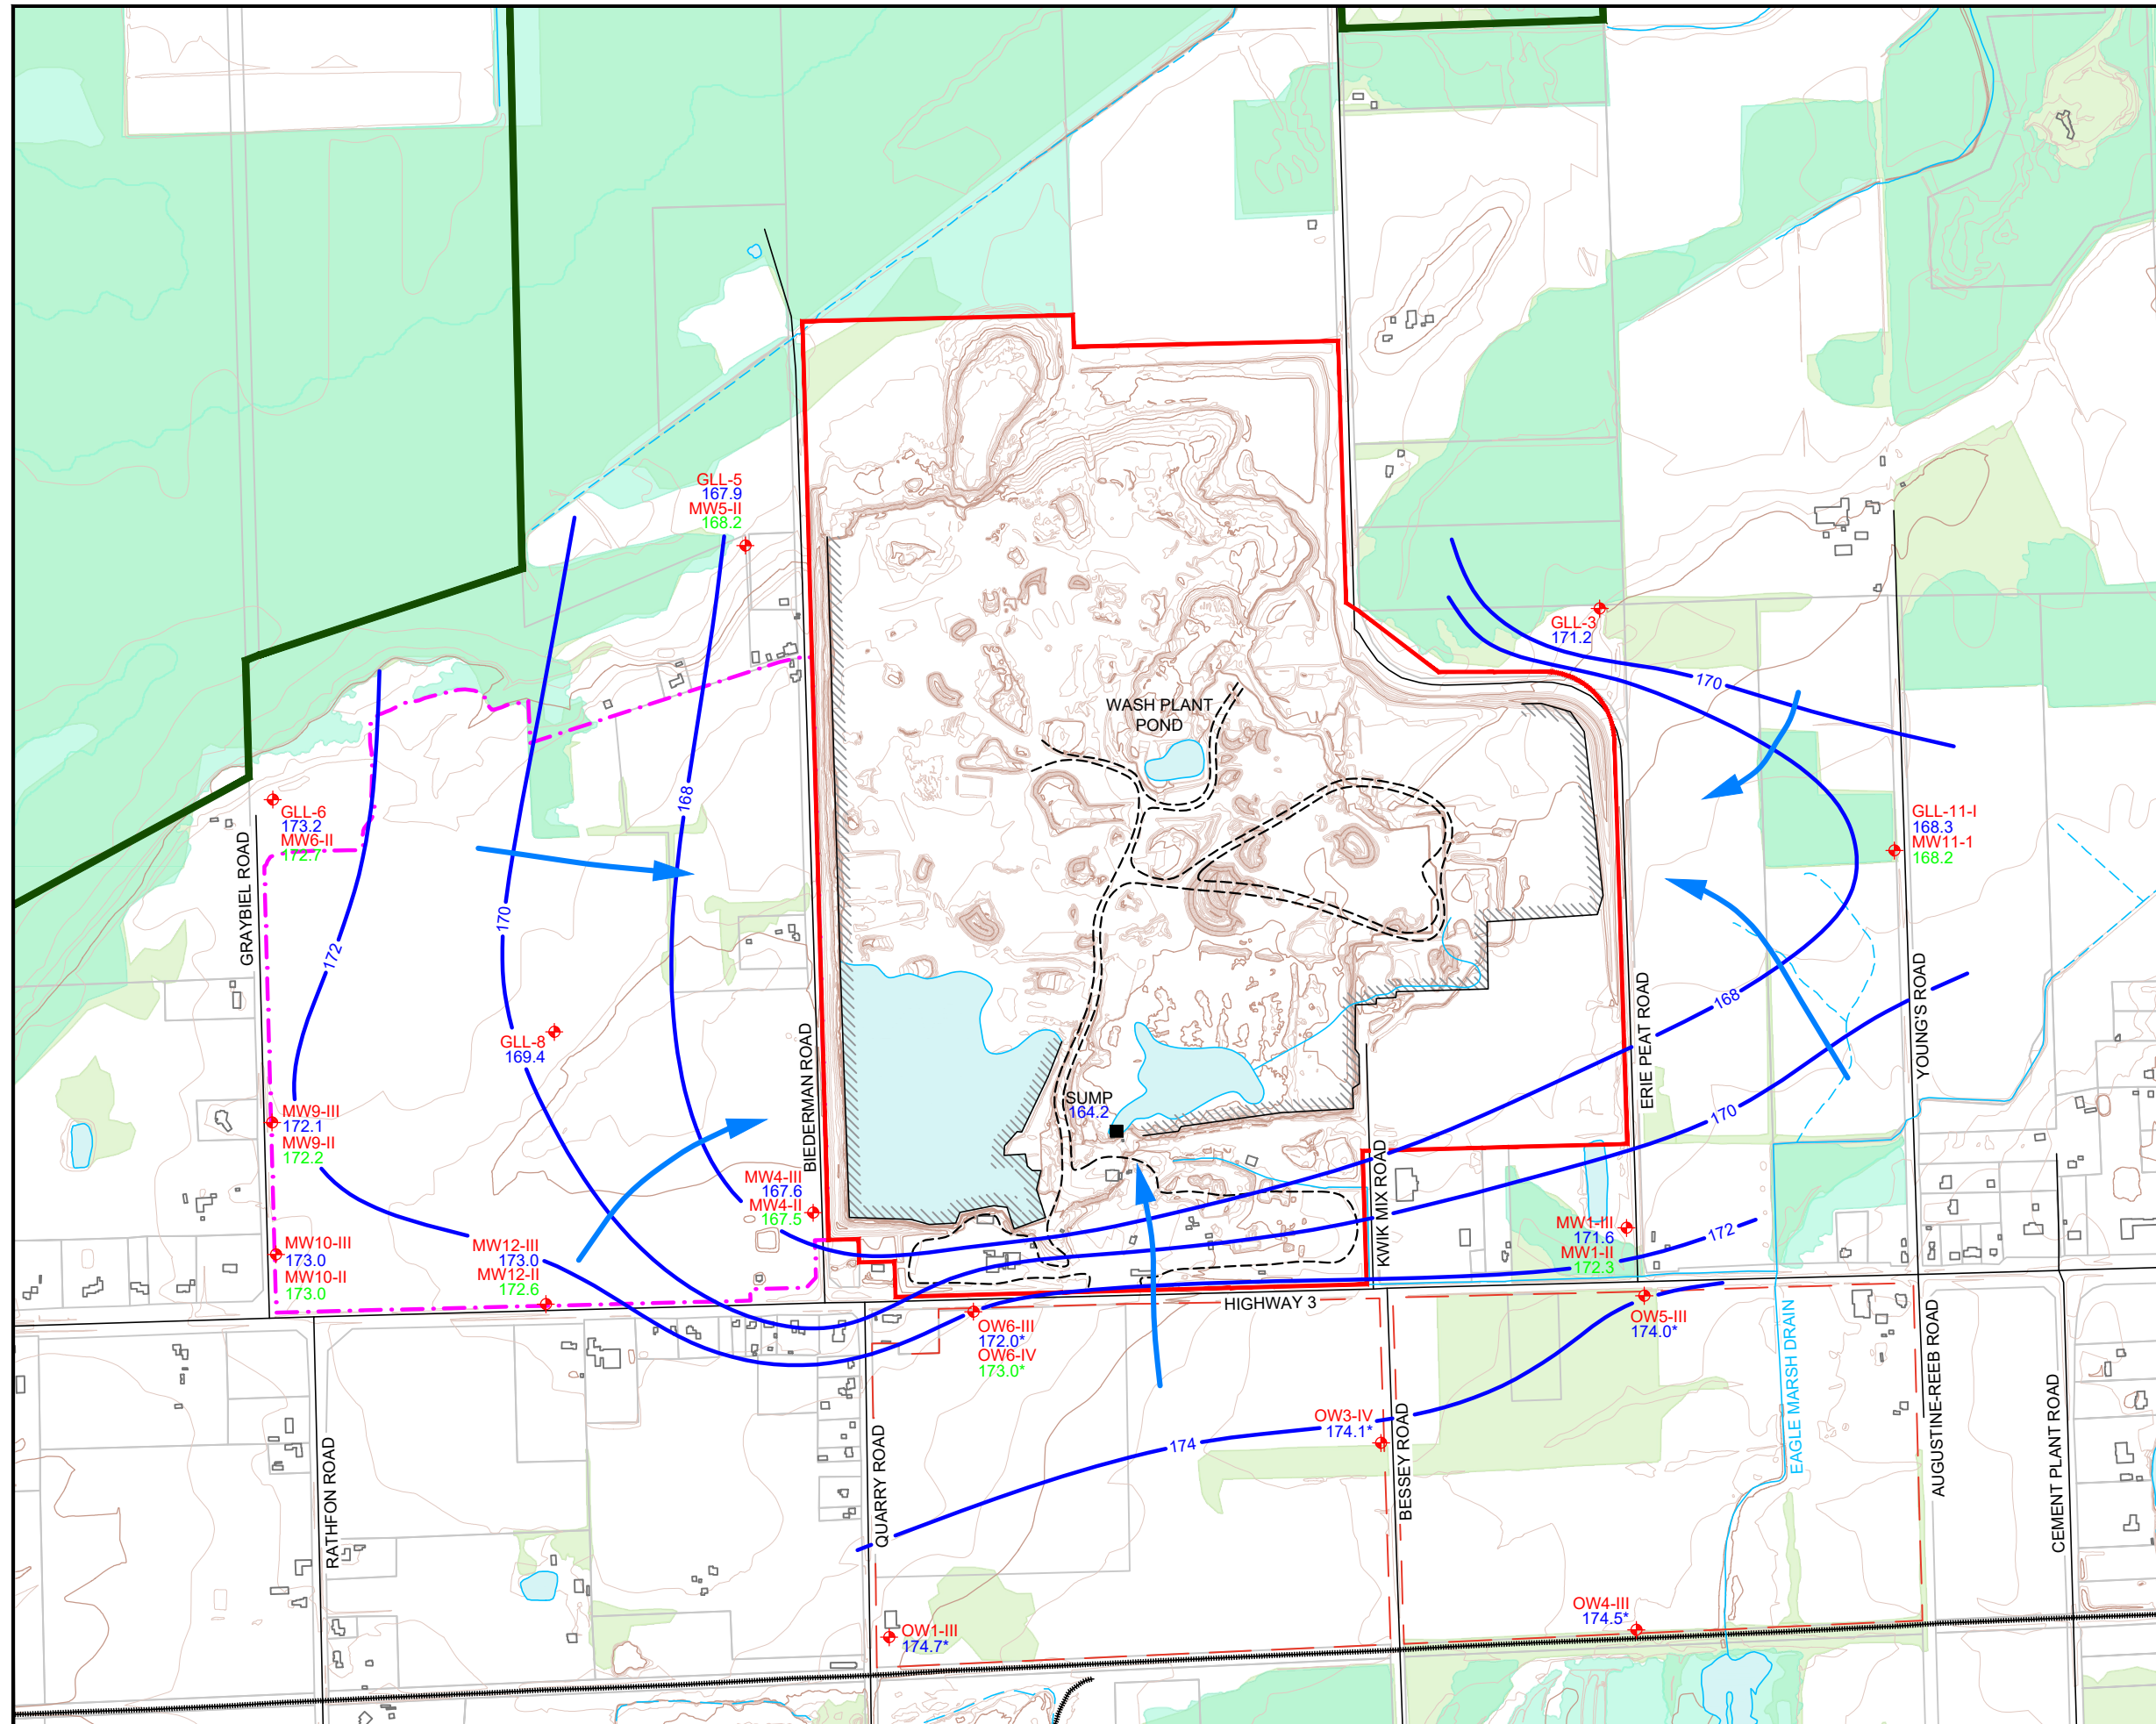 GLL-5
167.9
MW5-II
168.2
GLL-3
171.2
170
WASH PLANT
POND
168
GLL-6
173.2
MW6-II
172.7
GRAYBIEL ROAD
GLL-11-I
168.3
MW11-1
168.2
170
172
168
YOUNG'S ROAD
GLL-8
169.4
BIEDERMAN ROAD
ERIE PEAT ROAD
SUMP
164.2
MW9-III
172.1
MW9-II
172.2
170
KWIK MIX ROAD
MW4-III
167.6
MW4-II
167.5
MW1-III
171.6
MW1-II
172.3
172
MW10-III
173.0
MW10-II
173.0
MW12-III
173.0
MW12-II
172.6
HIGHWAY 3
OW6-III
172.0*
OW6-IV
173.0*
OW5-III
174.0*
EAGLE MARSH DRAIN
AUGUSTINE-REEB ROAD
CEMENT PLANT ROAD
OW3-IV
174.1*
174
BESSEY ROAD
QUARRY ROAD
RATHFON ROAD
OW1-III
174.7*
OW4-III
174.5*